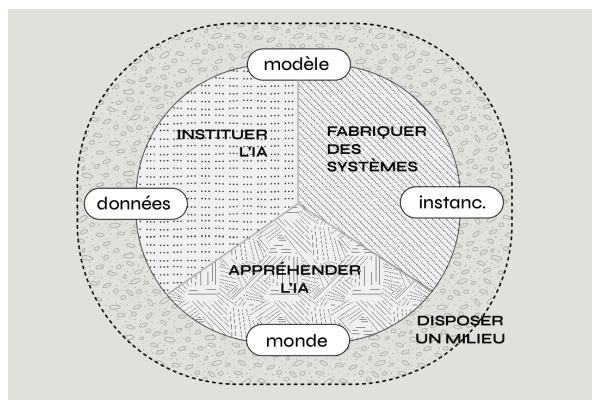 modèle
INSTITUER
L'IA
FABRIQUER
DES
SYSTÈMES
données
instanc.
APPRÉHENDER
L'IA
monde
DISPOSER
UN MILIEU